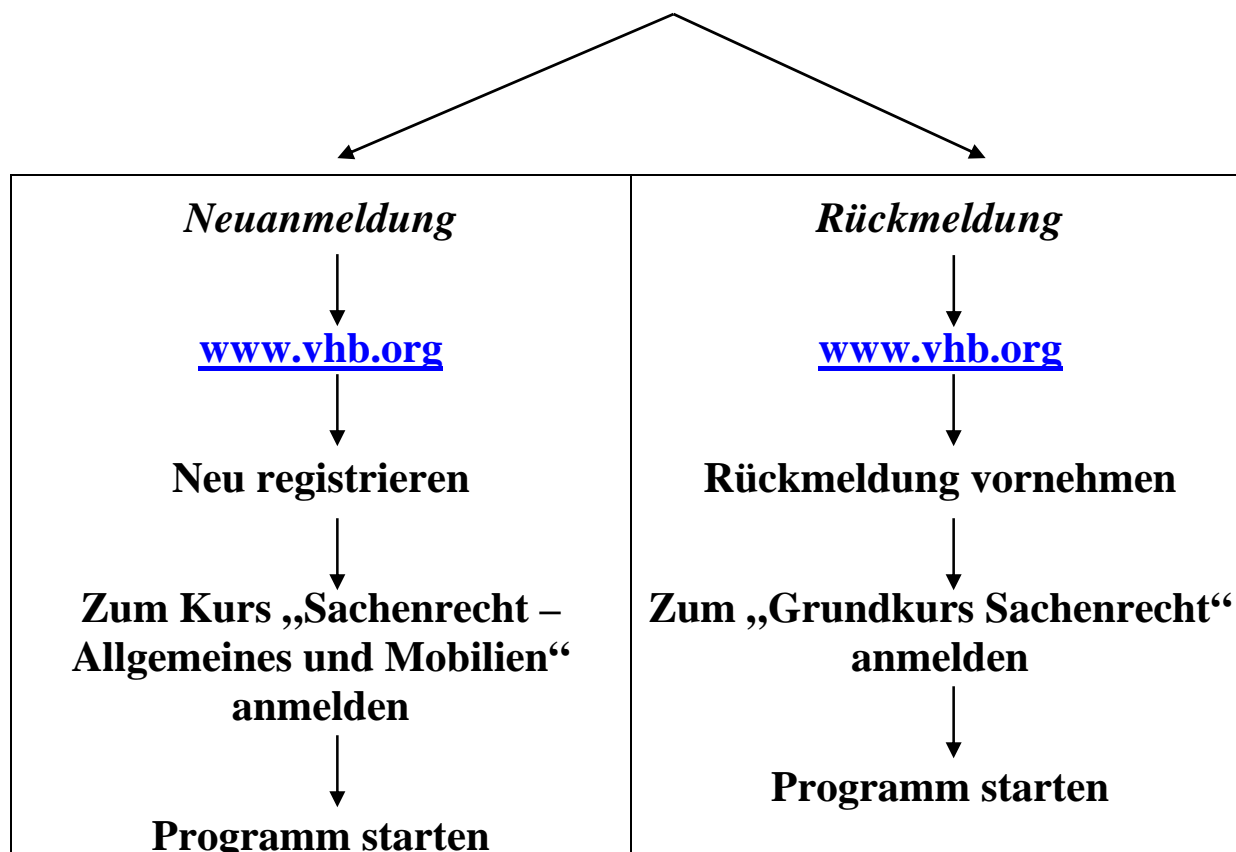 Neuanmeldung
www.vhb.org
Neu registrieren
Zum Kurs „Sachenrecht –
Allgemeines und Mobilien“
anmelden
Programm starten
Rückmeldung
www.vhb.org
Rückmeldung vornehmen
Zum „Grundkurs Sachenrecht“
anmelden
Programm starten